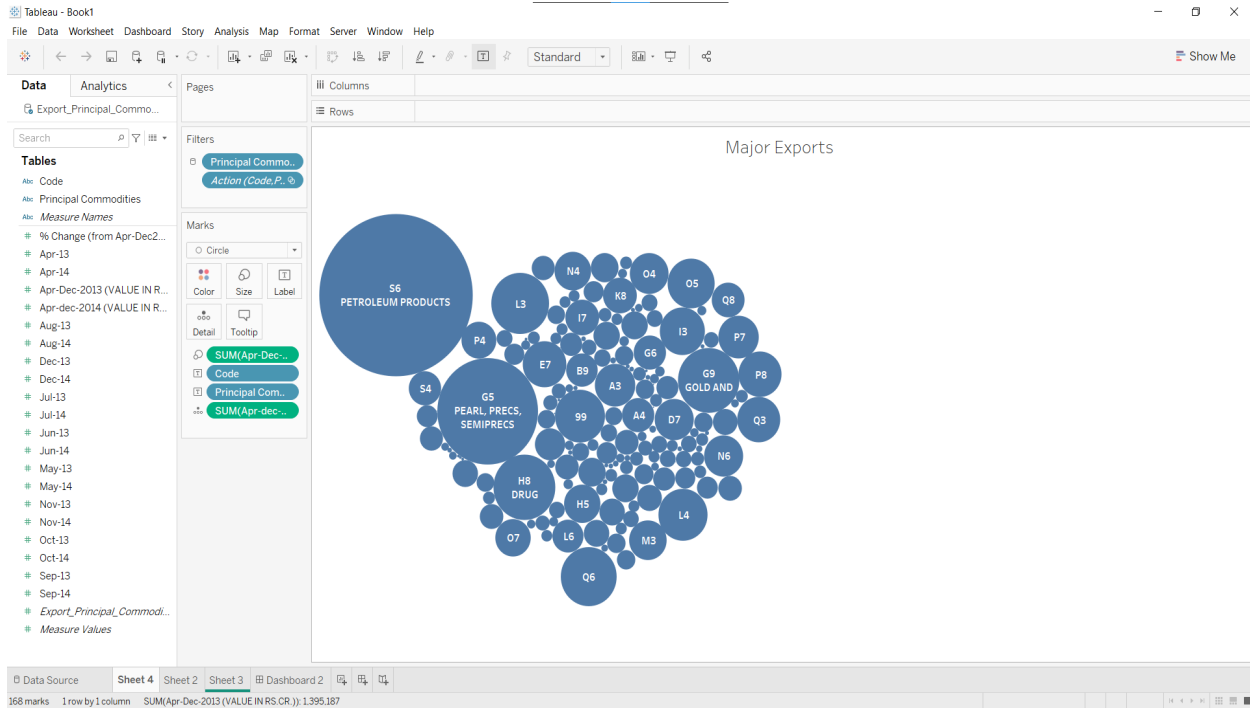 Tableau - Book1
File Data Worksheet Dashboard Story Analysis Map Format Server Window Help
Standard
Show Me
Data Analytics
Export_Principal_Commo...
Search
Tables
Abc Code
Abc Principal Commodities
Abc Measure Names
# % Change (from Apr-Dec2...
# Apr-13
# Apr-14
# Apr-Dec-2013 (VALUE IN R...
# Apr-dec-2014 (VALUE IN R...
# Aug-13
# Aug-14
# Dec-13
# Dec-14
# Jul-13
# Jul-14
# Jun-13
# Jun-14
# May-13
# May-14
# Nov-13
# Nov-14
# Oct-13
# Oct-14
# Sep-13
# Sep-14
# Export_Principal_Commodi...
# Measure Values
Pages
Filters
Principal Commo..
Action (Code,P..
Marks
Circle
Color Size Label
Detail Tooltip
SUM(Apr-Dec-..
Code
Principal Com..
SUM(Apr-dec-..
Columns
Rows
Major Exports
S6
PETROLEUM PRODUCTS
N4
O4
O5
K8
Q8
L3
I7
I3
P7
P4
G6
E7
B9
G9
GOLD AND
P8
A3
S4
G5
PEARL, PRECS,
SEMIPRECS
99
A4
D7
Q3
N6
H8
DRUG
H5
L4
O7
L6
M3
Q6
Data Source Sheet 4 Sheet 2 Sheet 3 Dashboard 2
168 marks 1 row by 1 column SUM(Apr-Dec-2013 (VALUE IN RS.CR.)): 1,395,187